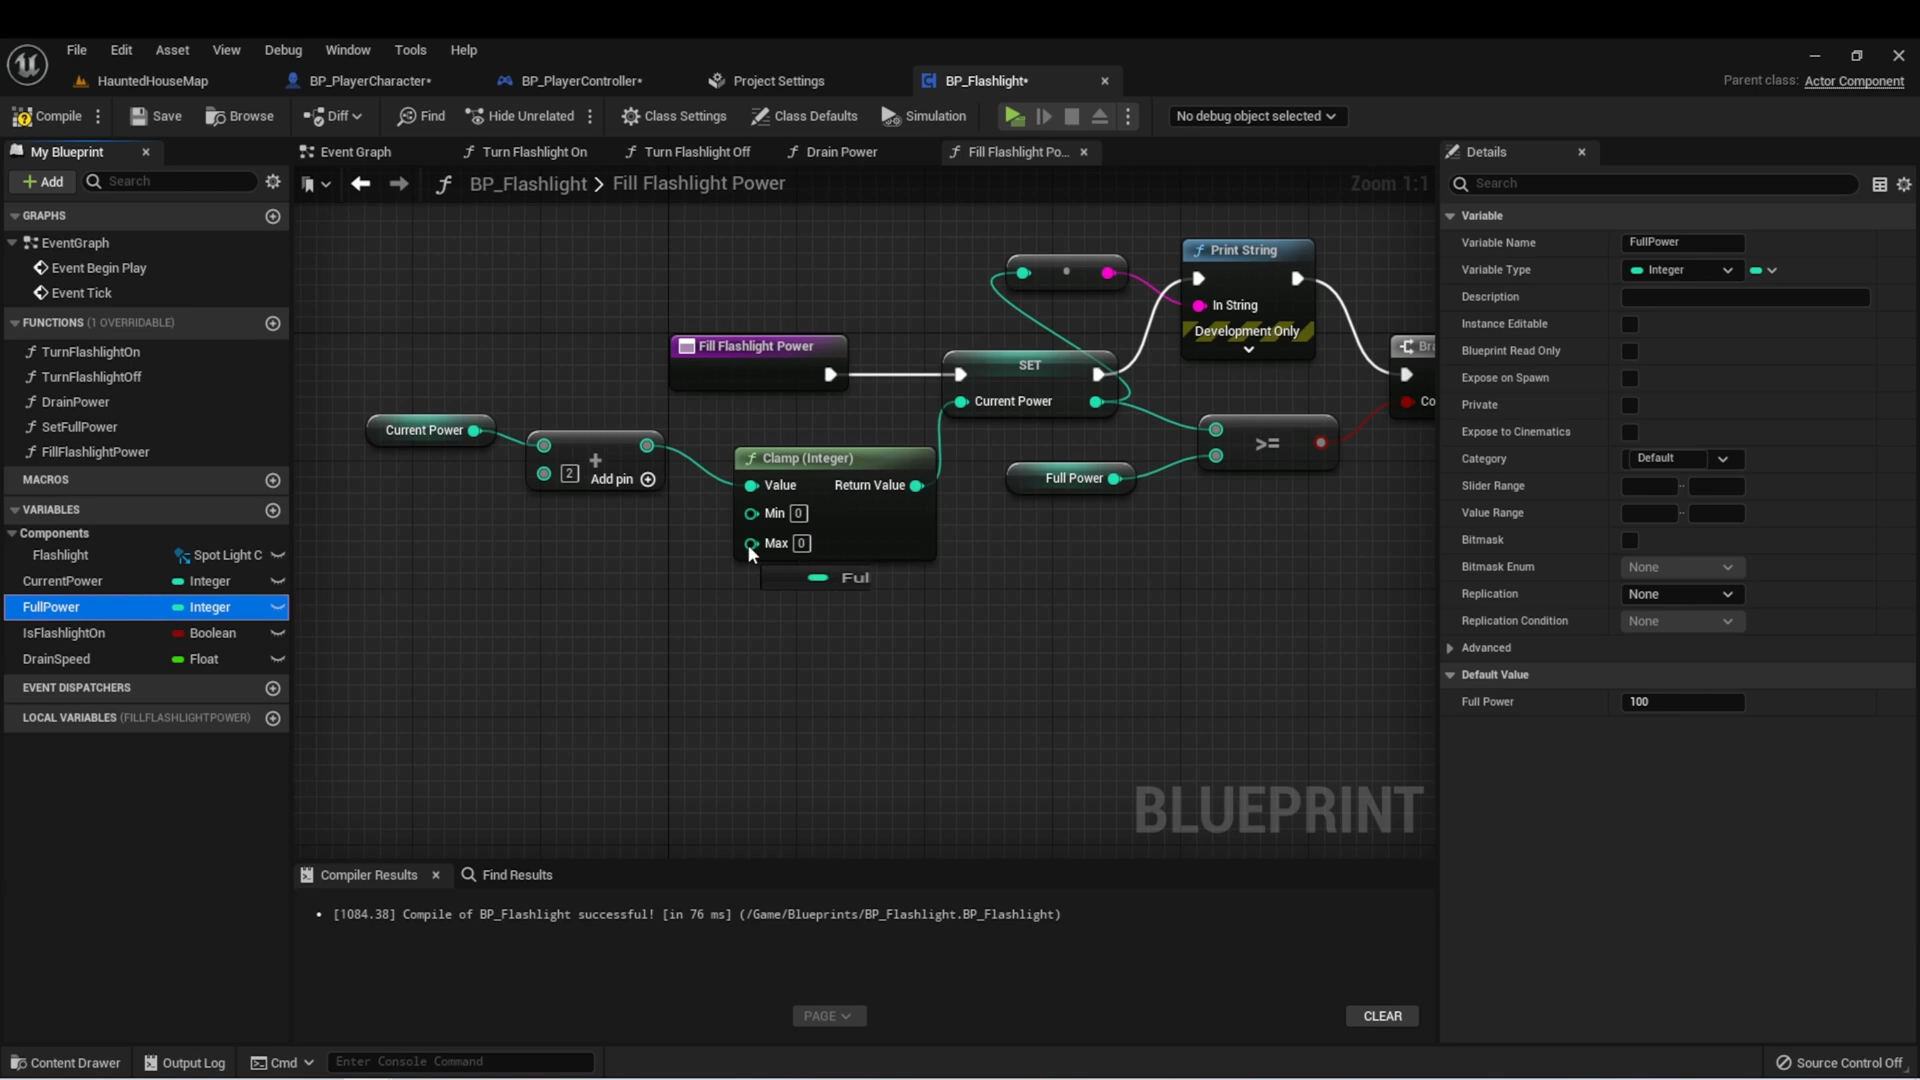 File Edit Asset View Debug Window Tools Help
HauntedHouseMap BP_PlayerCharacter* BP_PlayerController* Project Settings BP_Flashlight* Parent class: Actor Component
Compile Save Browse Diff Find Hide Unrelated Class Settings Class Defaults Simulation No debug object selected
My Blueprint
Add Search
GRAPHS
EventGraph
Event Begin Play
Event Tick
FUNCTIONS (1 OVERRIDABLE)
TurnFlashlightOn
TurnFlashlightOff
DrainPower
SetFullPower
FillFlashlightPower
MACROS
VARIABLES
Components
Flashlight Spot Light C
CurrentPower Integer
FullPower Integer
IsFlashlightOn Boolean
DrainSpeed Float
EVENT DISPATCHERS
LOCAL VARIABLES (FILLFLASHLIGHTPOWER)
Event Graph Turn Flashlight On Turn Flashlight Off Drain Power Fill Flashlight Po...
BP_Flashlight > Fill Flashlight Power Zoom 1:1
Print String
In String
Development Only
Fill Flashlight Power
SET
Current Power
Bra
Co
Current Power
+
2 Add pin
Clamp (Integer)
Value Return Value
Min 0
Max 0
Ful
>=
Full Power
BLUEPRINT
Compiler Results Find Results
[1084.38] Compile of BP_Flashlight successful! [in 76 ms] (/Game/Blueprints/BP_Flashlight.BP_Flashlight)
PAGE CLEAR
Details
Search
Variable
Variable Name FullPower
Variable Type Integer
Description
Instance Editable
Blueprint Read Only
Expose on Spawn
Private
Expose to Cinematics
Category Default
Slider Range
Value Range
Bitmask
Bitmask Enum None
Replication None
Replication Condition None
Advanced
Default Value
Full Power 100
Content Drawer Output Log Cmd Enter Console Command Source Control Off